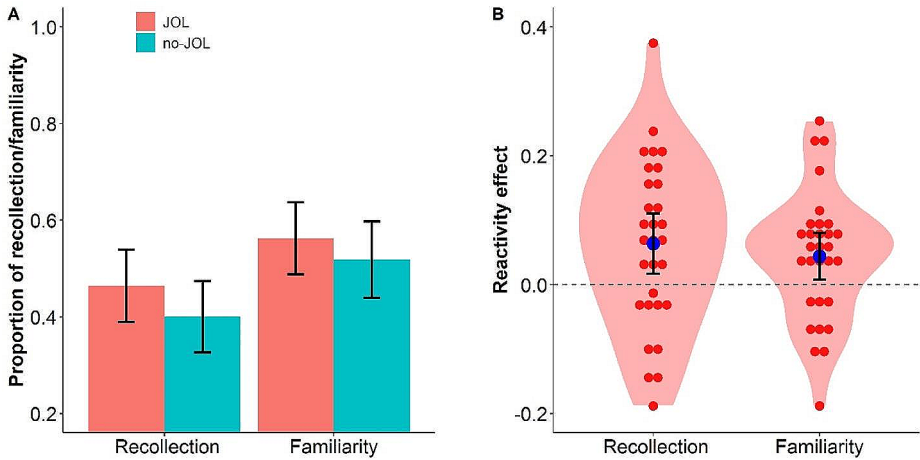 A
JOL
no-JOL
Proportion of recollection/familiarity
1.0
0.8
0.6
0.4
0.2
Recollection
Familiarity
B
Reactivity effect
0.4
0.2
0.0
-0.2
Recollection
Familiarity